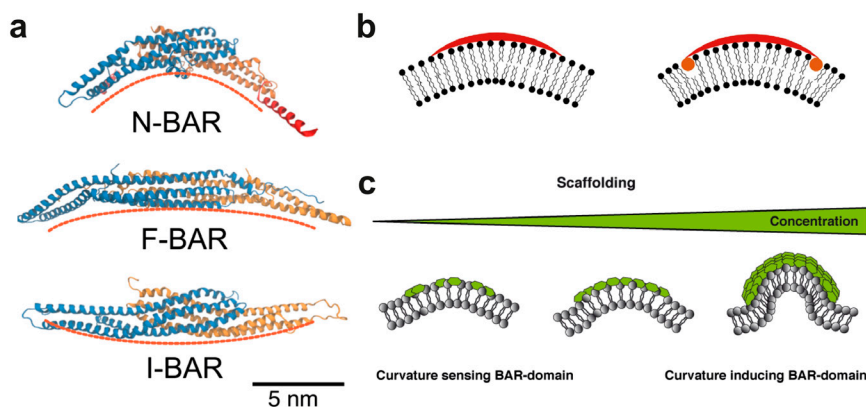 a
N-BAR
F-BAR
I-BAR
5 nm
b
c
Scaffolding
Concentration
Curvature sensing BAR-domain
Curvature inducing BAR-domain